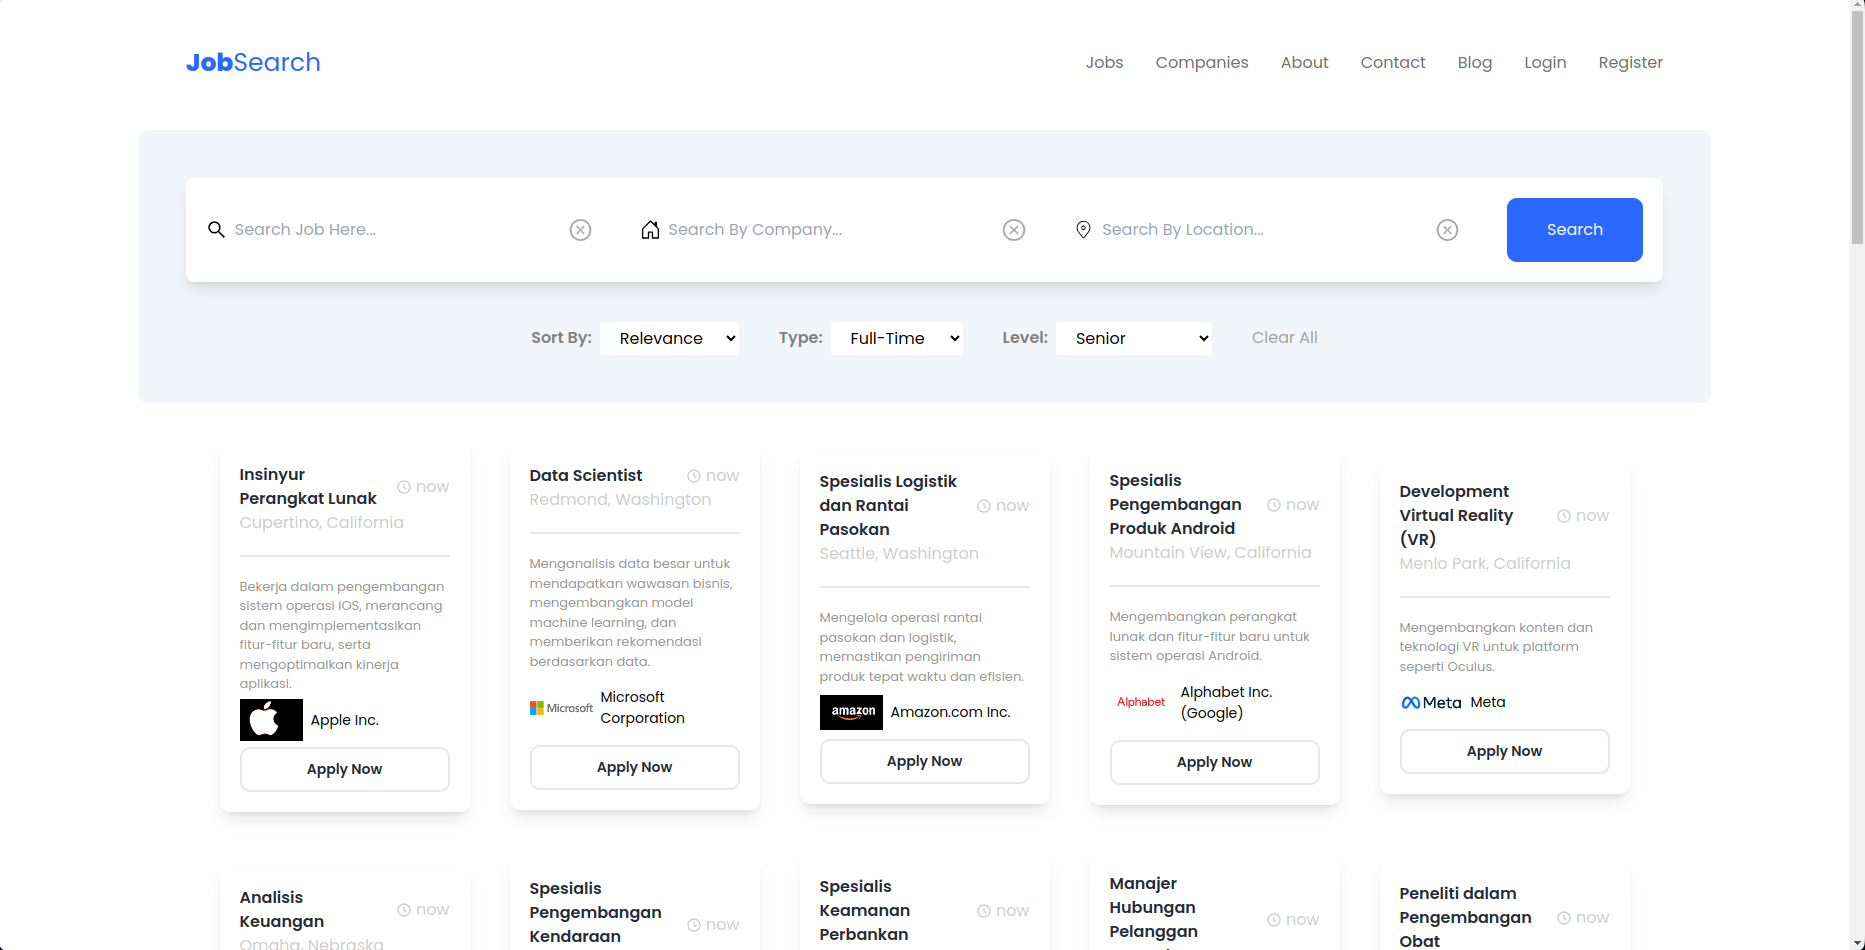 JobSearch
Jobs Companies About Contact Blog Login Register
Search Job Here...
Search By Company...
Search By Location...
Search
Sort By: Relevance
Type: Full-Time
Level: Senior
Clear All
Insinyur
Perangkat Lunak
now
Cupertino, California
Bekerja dalam pengembangan
sistem operasi iOS, merancang
dan mengimplementasikan
fitur-fitur baru, serta
mengoptimalkan kinerja
aplikasi.
Apple Inc.
Apply Now
Data Scientist
now
Redmond, Washington
Menganalisis data besar untuk
mendapatkan wawasan bisnis,
mengembangkan model
machine learning, dan
memberikan rekomendasi
berdasarkan data.
Microsoft
Microsoft
Corporation
Apply Now
Spesialis Logistik
dan Rantai
Pasokan
now
Seattle, Washington
Mengelola operasi rantai
pasokan dan logistik,
memastikan pengiriman
produk tepat waktu dan efisien.
amazon
Amazon.com Inc.
Apply Now
Spesialis
Pengembangan
Produk Android
now
Mountain View, California
Mengembangkan perangkat
lunak dan fitur-fitur baru untuk
sistem operasi Android.
Alphabet
Alphabet Inc.
(Google)
Apply Now
Development
Virtual Reality
(VR)
now
Menlo Park, California
Mengembangkan konten dan
teknologi VR untuk platform
seperti Oculus.
Meta
Meta
Apply Now
Analisis
Keuangan
now
Omaha, Nebraska
Spesialis
Pengembangan
Kendaraan
now
Spesialis
Keamanan
Perbankan
now
Manajer
Hubungan
Pelanggan
now
Peneliti dalam
Pengembangan
Obat
now